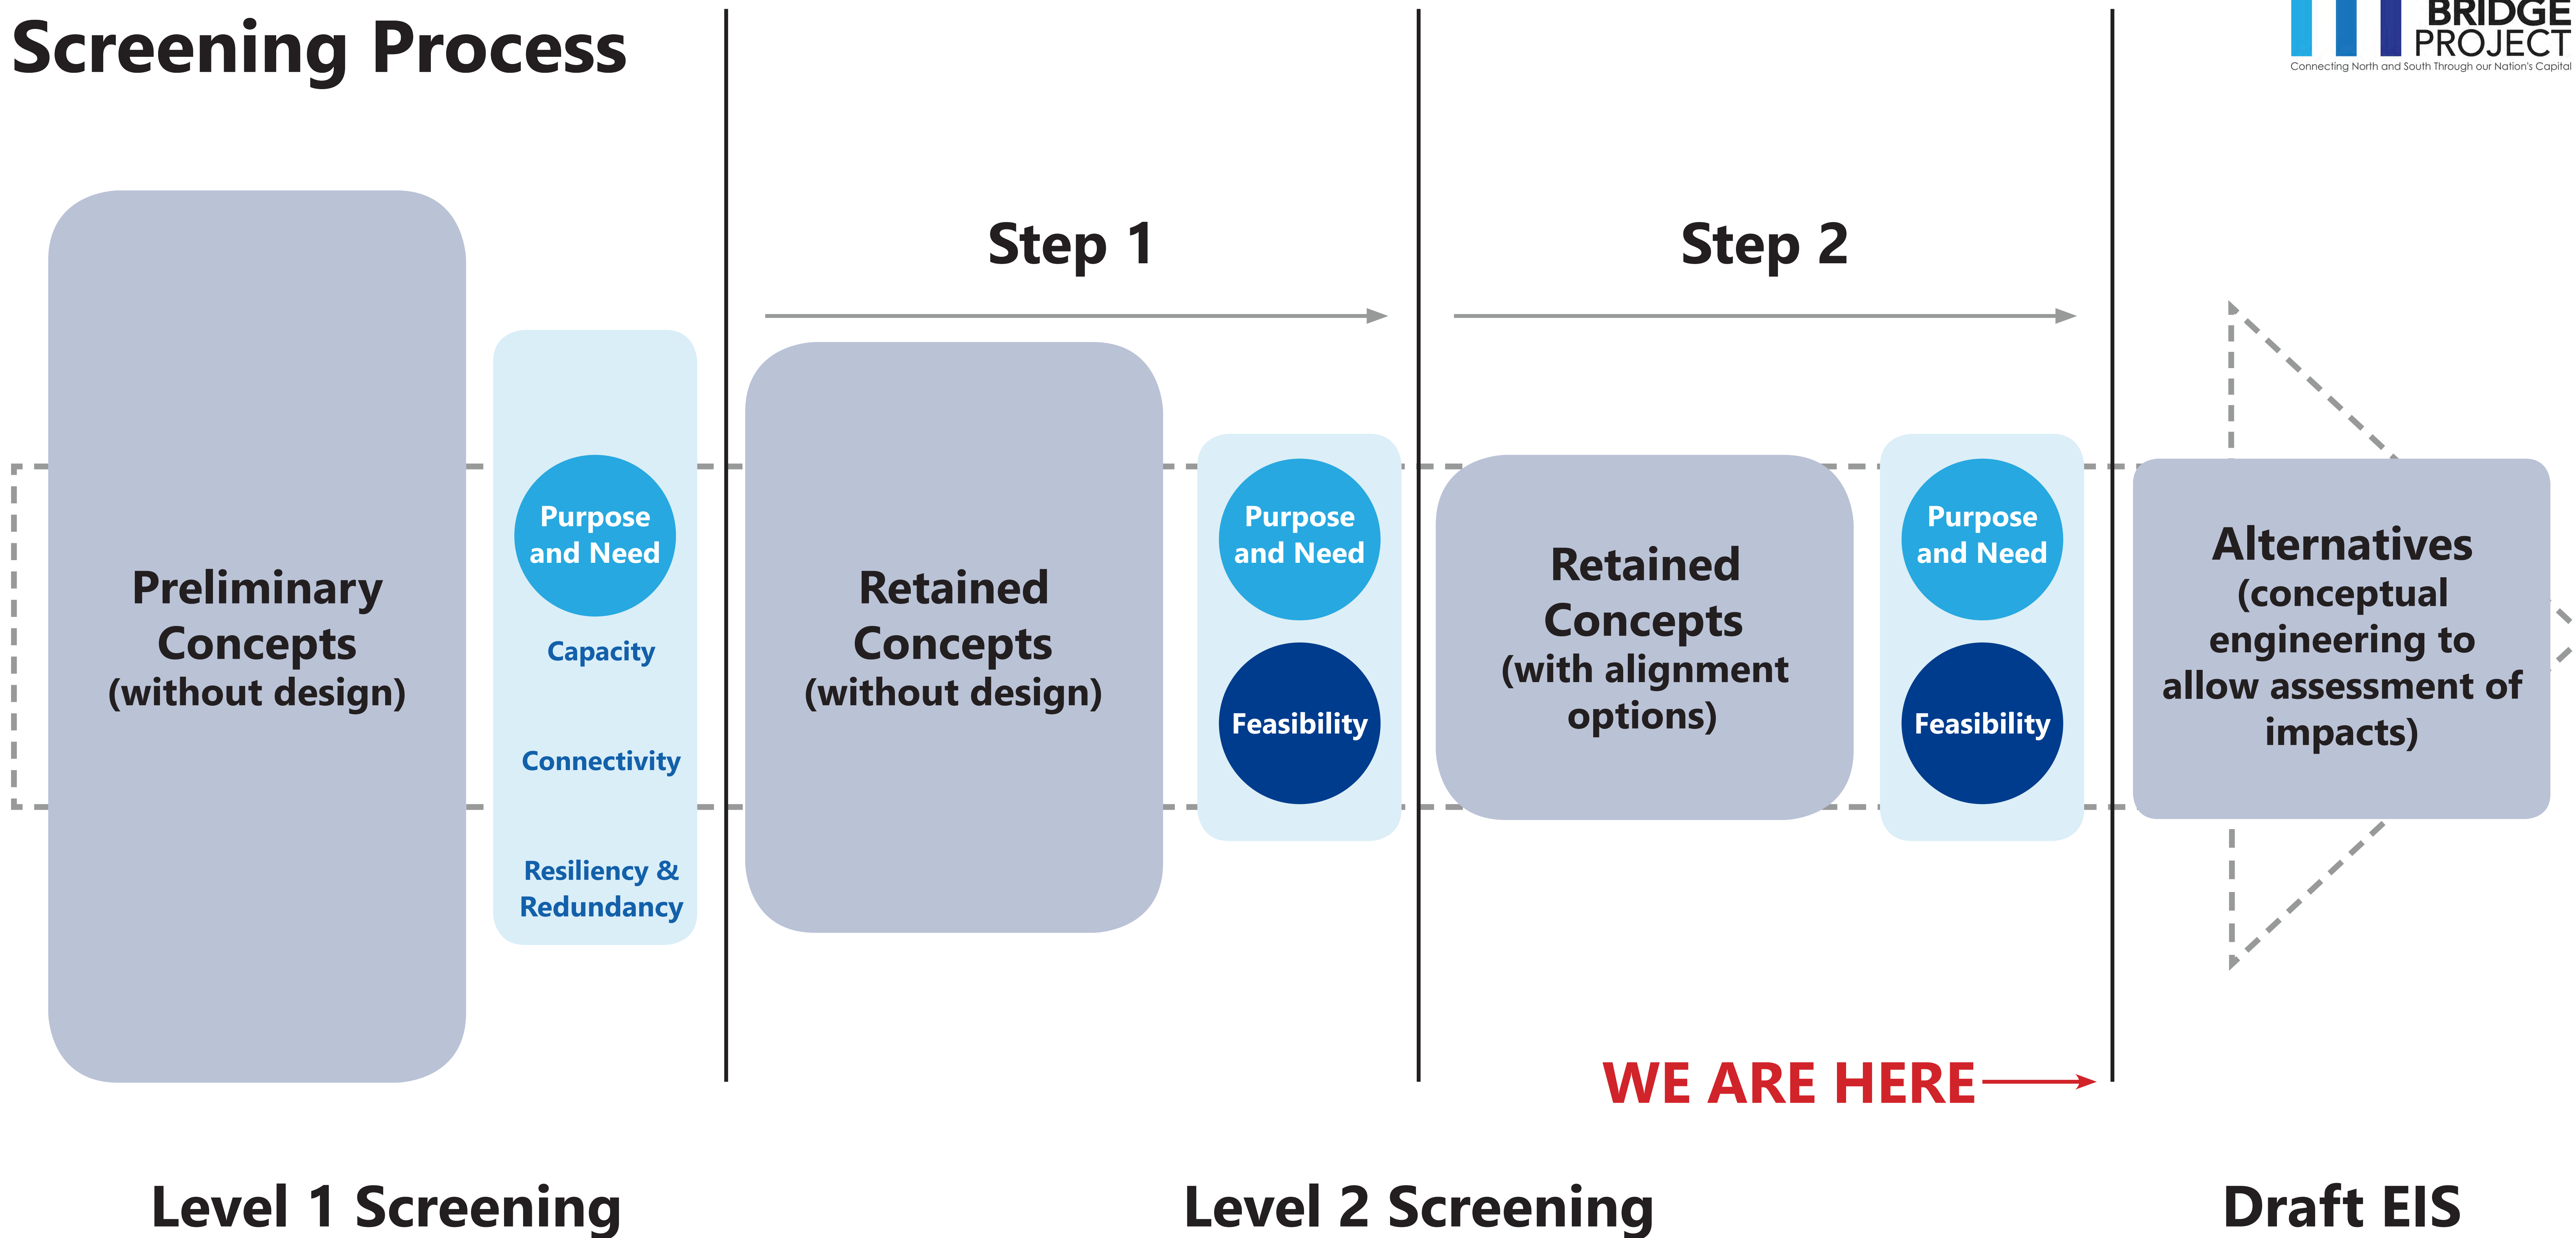 Screening Process
BRIDGE
PROJECT
Connecting North and South Through our Nation's Capital
Preliminary
Concepts
(without design)
Purpose
and Need
Capacity
Connectivity
Resiliency &
Redundancy
Step 1
Retained
Concepts
(without design)
Purpose
and Need
Feasibility
Step 2
Retained
Concepts
(with alignment
options)
Purpose
and Need
Feasibility
Alternatives
(conceptual
engineering to
allow assessment of
impacts)
WE ARE HERE
Level 1 Screening
Level 2 Screening
Draft EIS